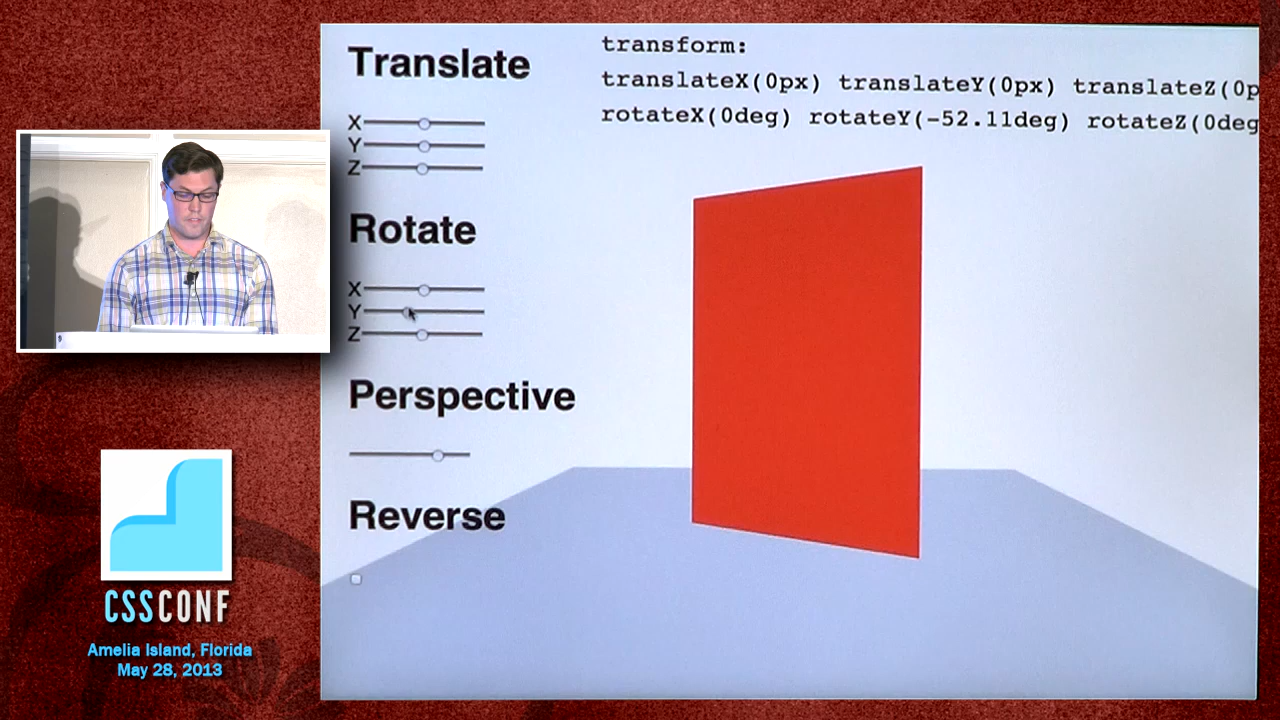 Translate
X
Y
Z
Rotate
X
Y
Z
Perspective
Reverse
transform:
translateX(0px) translateY(0px) translateZ(0p
rotateX(0deg) rotateY(-52.11deg) rotateZ(0deg
CSSCONF
Amelia Island, Florida
May 28, 2013